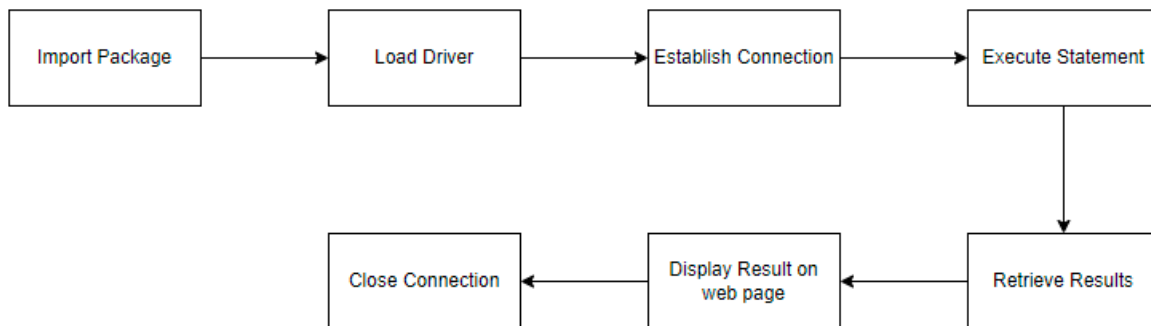 Import Package
Load Driver
Establish Connection
Execute Statement
Retrieve Results
Display Result on
web page
Close Connection